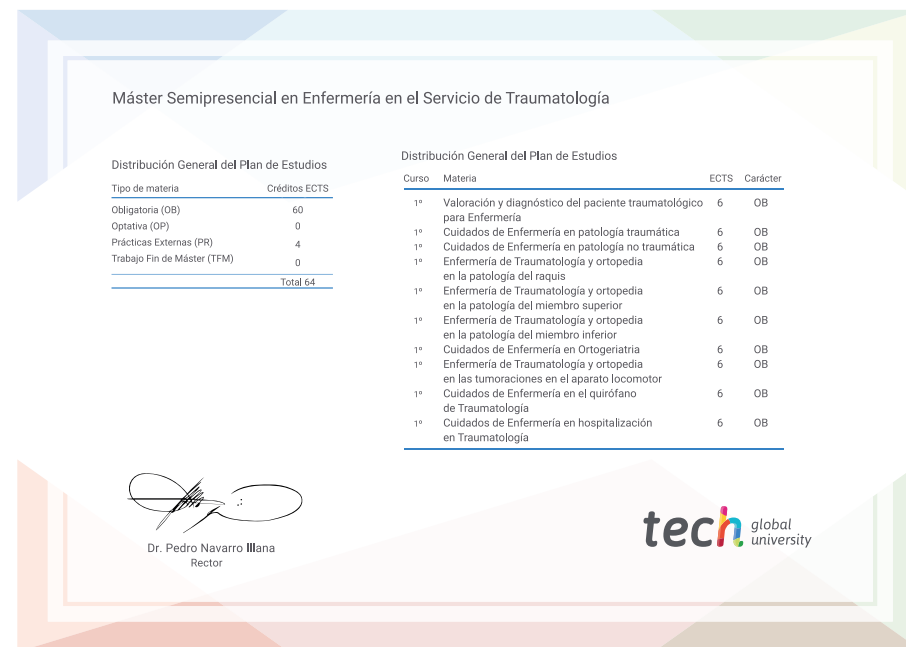 Máster Semipresencial en Enfermería en el Servicio de Traumatología
Distribución General del Plan de Estudios
Tipo de materia Créditos ECTS
Obligatoria (OB) 60
Optativa (OP) 0
Prácticas Externas (PR) 4
Trabajo Fin de Máster (TFM) 0
Total 64
Distribución General del Plan de Estudios
Curso Materia ECTS Carácter
1º Valoración y diagnóstico del paciente traumatológico 6 OB
para Enfermería
1º Cuidados de Enfermería en patología traumática 6 OB
1º Cuidados de Enfermería en patología no traumática 6 OB
1º Enfermería de Traumatología y ortopedia 6 OB
en la patología del raquis
1º Enfermería de Traumatología y ortopedia 6 OB
en la patología del miembro superior
1º Enfermería de Traumatología y ortopedia 6 OB
en la patología del miembro inferior
1º Cuidados de Enfermería en Ortogeriatria 6 OB
1º Enfermería de Traumatología y ortopedia 6 OB
en las tumoraciones en el aparato locomotor
1º Cuidados de Enfermería en el quirófano 6 OB
de Traumatología
1º Cuidados de Enfermería en hospitalización 6 OB
en Traumatología
Dr. Pedro Navarro Illana
Rector
tech global
university